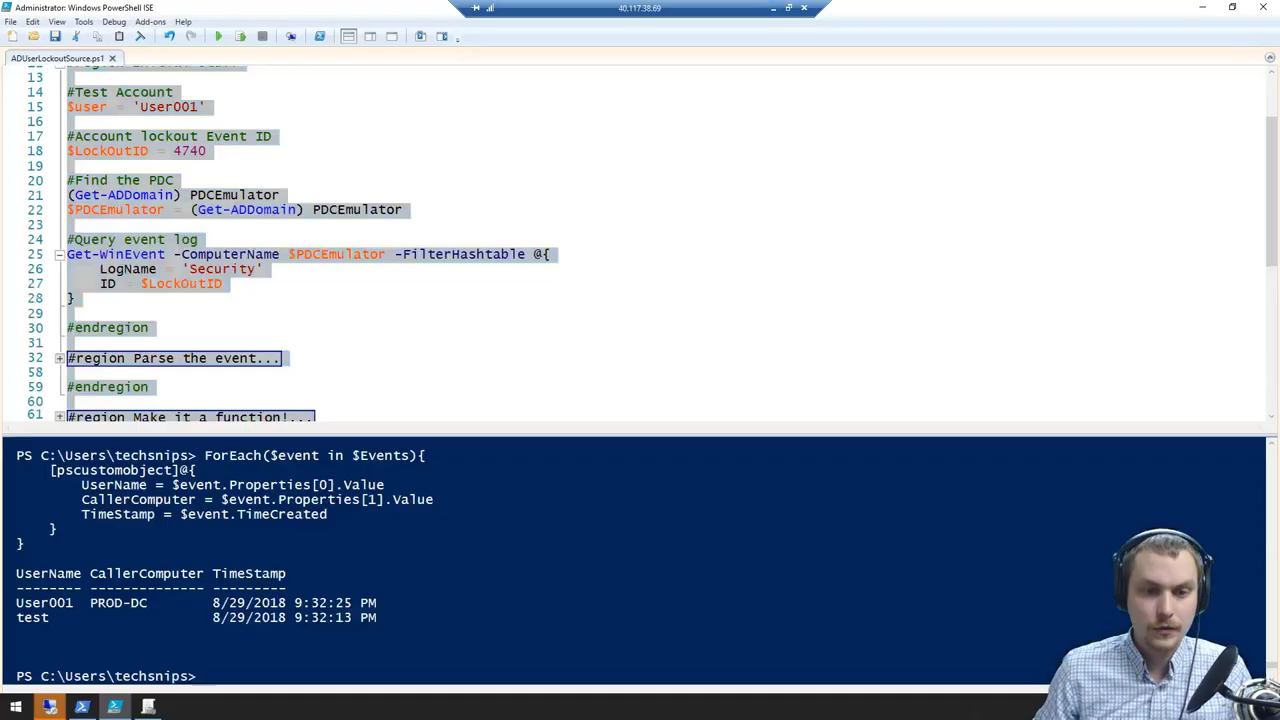 Administrator: Windows PowerShell ISE
40.117.38.69
File Edit View Tools Debug Add-ons Help
ADUserLockoutSource.ps1
13
14 #Test Account
15 $user = 'User001'
16
17 #Account lockout Event ID
18 $LockOutID = 4740
19
20 #Find the PDC
21 (Get-ADDomain) PDCEmulator
22 $PDCEmulator = (Get-ADDomain) PDCEmulator
23
24 #Query event log
25 Get-WinEvent -ComputerName $PDCEmulator -FilterHashtable @{
26 LogName = 'Security'
27 ID = $LockOutID
28 }
29
30 #endregion
31
32 #region Parse the event...
58
59 #endregion
60
61 #region Make it a function!...
PS C:\Users\techsnips> ForEach($event in $Events){
[pscustomobject]@{
UserName = $event.Properties[0].Value
CallerComputer = $event.Properties[1].Value
TimeStamp = $event.TimeCreated
}
}
UserName CallerComputer TimeStamp
-------- -------------- ---------
User001 PROD-DC 8/29/2018 9:32:25 PM
test 8/29/2018 9:32:13 PM
PS C:\Users\techsnips>